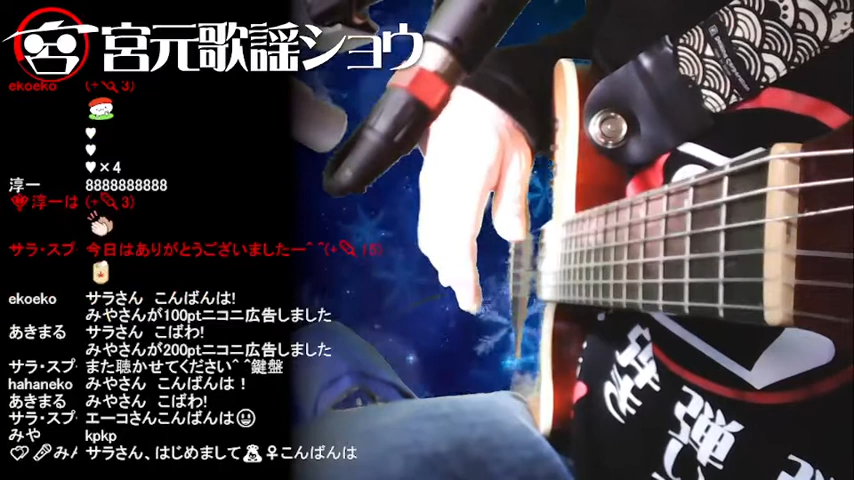 宮元歌謡ショウ
ekoeko (+ 3)
♥
♥
♥×4
淳一 8888888888
淳一は (+ 3)
サラ・スプ 今日はありがとうございましたー^ ^(+ 15)
ekoeko サラさん こんばんは!
みやさんが100ptニコニ広告しました
あきまる サラさん こばわ!
みやさんが200ptニコニ広告しました
サラ・スプ また聴かせてください^ ^鍵盤
hahaneko みやさん こんばんは！
あきまる みやさん こばわ!
サラ・スプ エーコさんこんばんは😃
みや kpkp
♡🎤みん サラさん、はじめまして🙇♀こんばんは